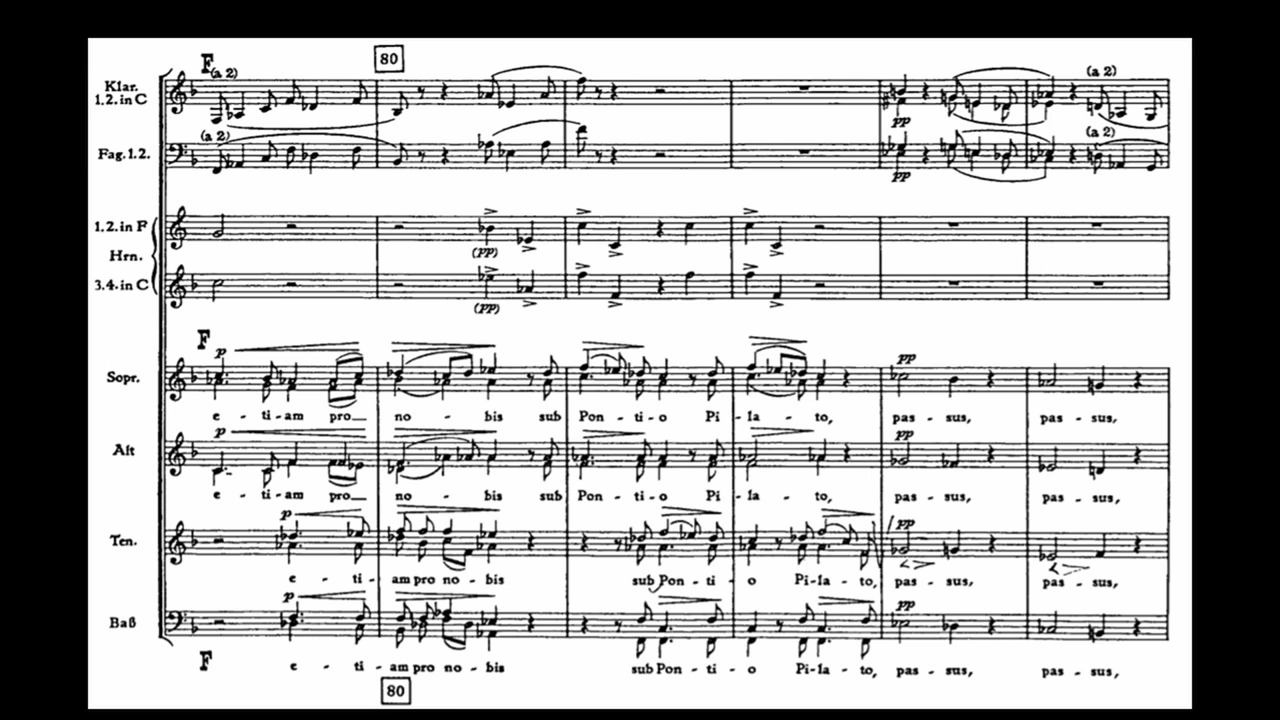 F
(a 2)
80
Klar.
1.2. in C
(a 2)
pp
(a 2)
Fag. 1.2.
(a 2)
pp
1.2. in F
(pp)
Hrn.
3.4. in C
(pp)
F
p
pp
Sopr.
e - ti - am pro no - bis sub Pon - ti - o Pi - la - to, pas - sus, pas - sus,
p
pp
Alt
e - ti - am pro no - bis sub Pon - ti - o Pi - la - to, pas - sus, pas - sus,
p
pp
Ten.
e - ti - am pro no - bis sub Pon - ti - o Pi - la - to, pas - sus, pas - sus,
p
pp
Baß
F
e - ti - am pro no - bis sub Pon - ti - o Pi - la - to, pas - sus, pas - sus,
80